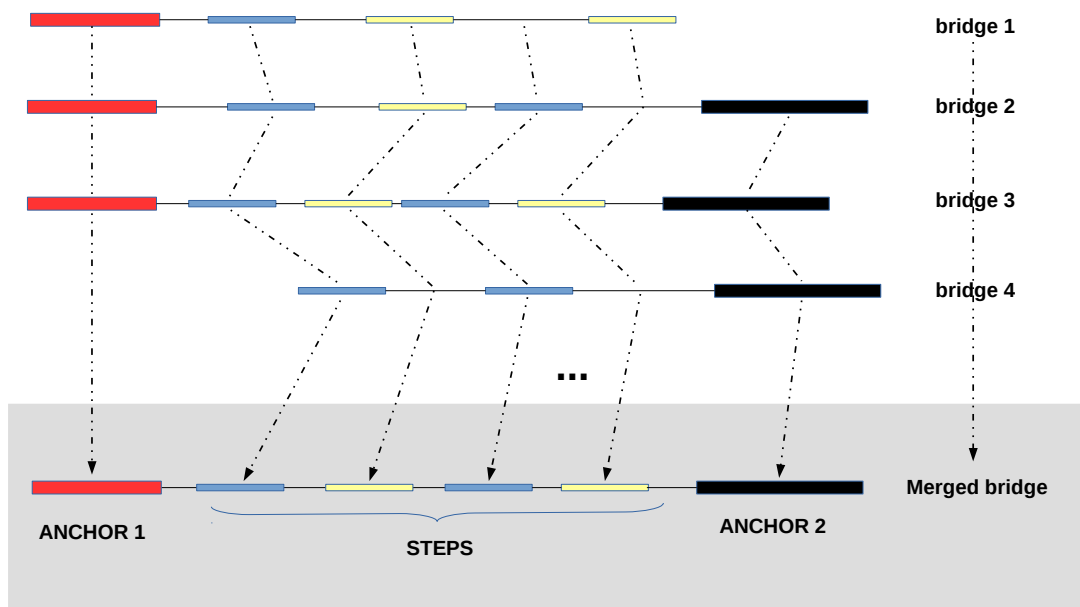 bridge 1
bridge 2
bridge 3
bridge 4
...
Merged bridge
ANCHOR 1
ANCHOR 2
STEPS